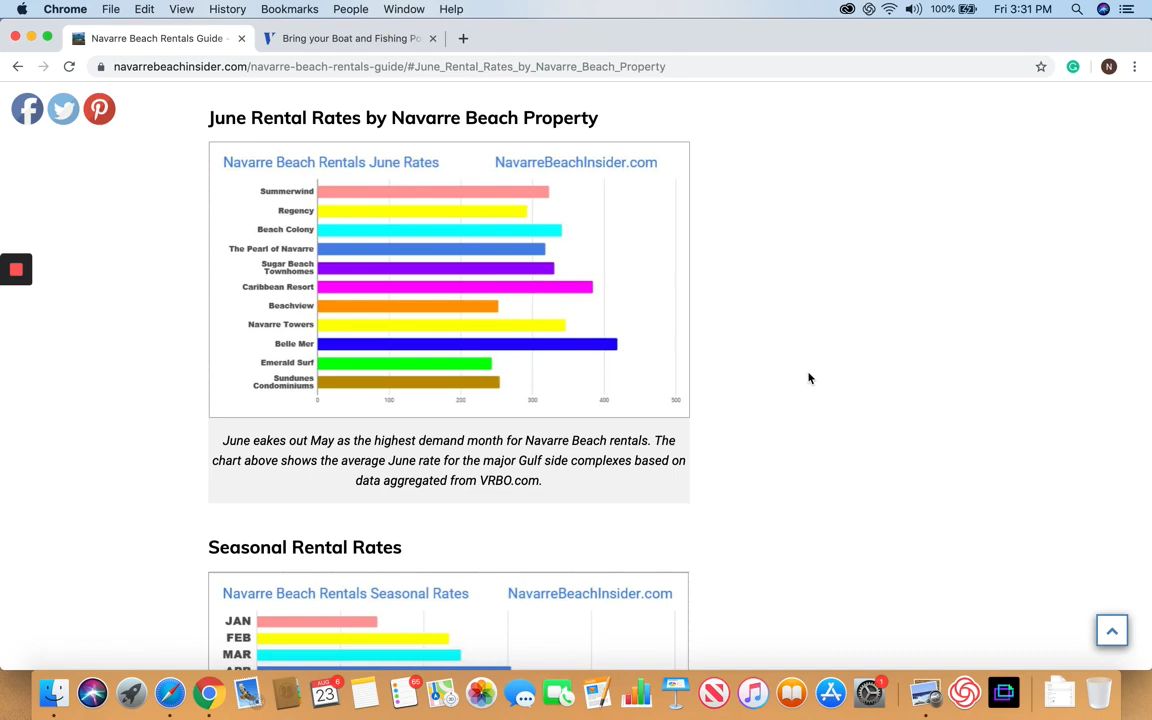 Chrome File Edit View History Bookmarks People Window Help 100% Fri 3:31 PM
Navarre Beach Rentals Guide - Bring your Boat and Fishing Po
navarrebeachinsider.com/navarre-beach-rentals-guide/#June_Rental_Rates_by_Navarre_Beach_Property N
June Rental Rates by Navarre Beach Property
Navarre Beach Rentals June Rates NavarreBeachInsider.com
Summerwind
Regency
Beach Colony
The Pearl of Navarre
Sugar Beach
Townhomes
Caribbean Resort
Beachview
Navarre Towers
Belle Mer
Emerald Surf
Sundunes
Condominiums
0 100 200 300 400 500
June eakes out May as the highest demand month for Navarre Beach rentals. The
chart above shows the average June rate for the major Gulf side complexes based on
data aggregated from VRBO.com.
Seasonal Rental Rates
Navarre Beach Rentals Seasonal Rates NavarreBeachInsider.com
JAN
FEB
MAR
AUG 6 65 1
23